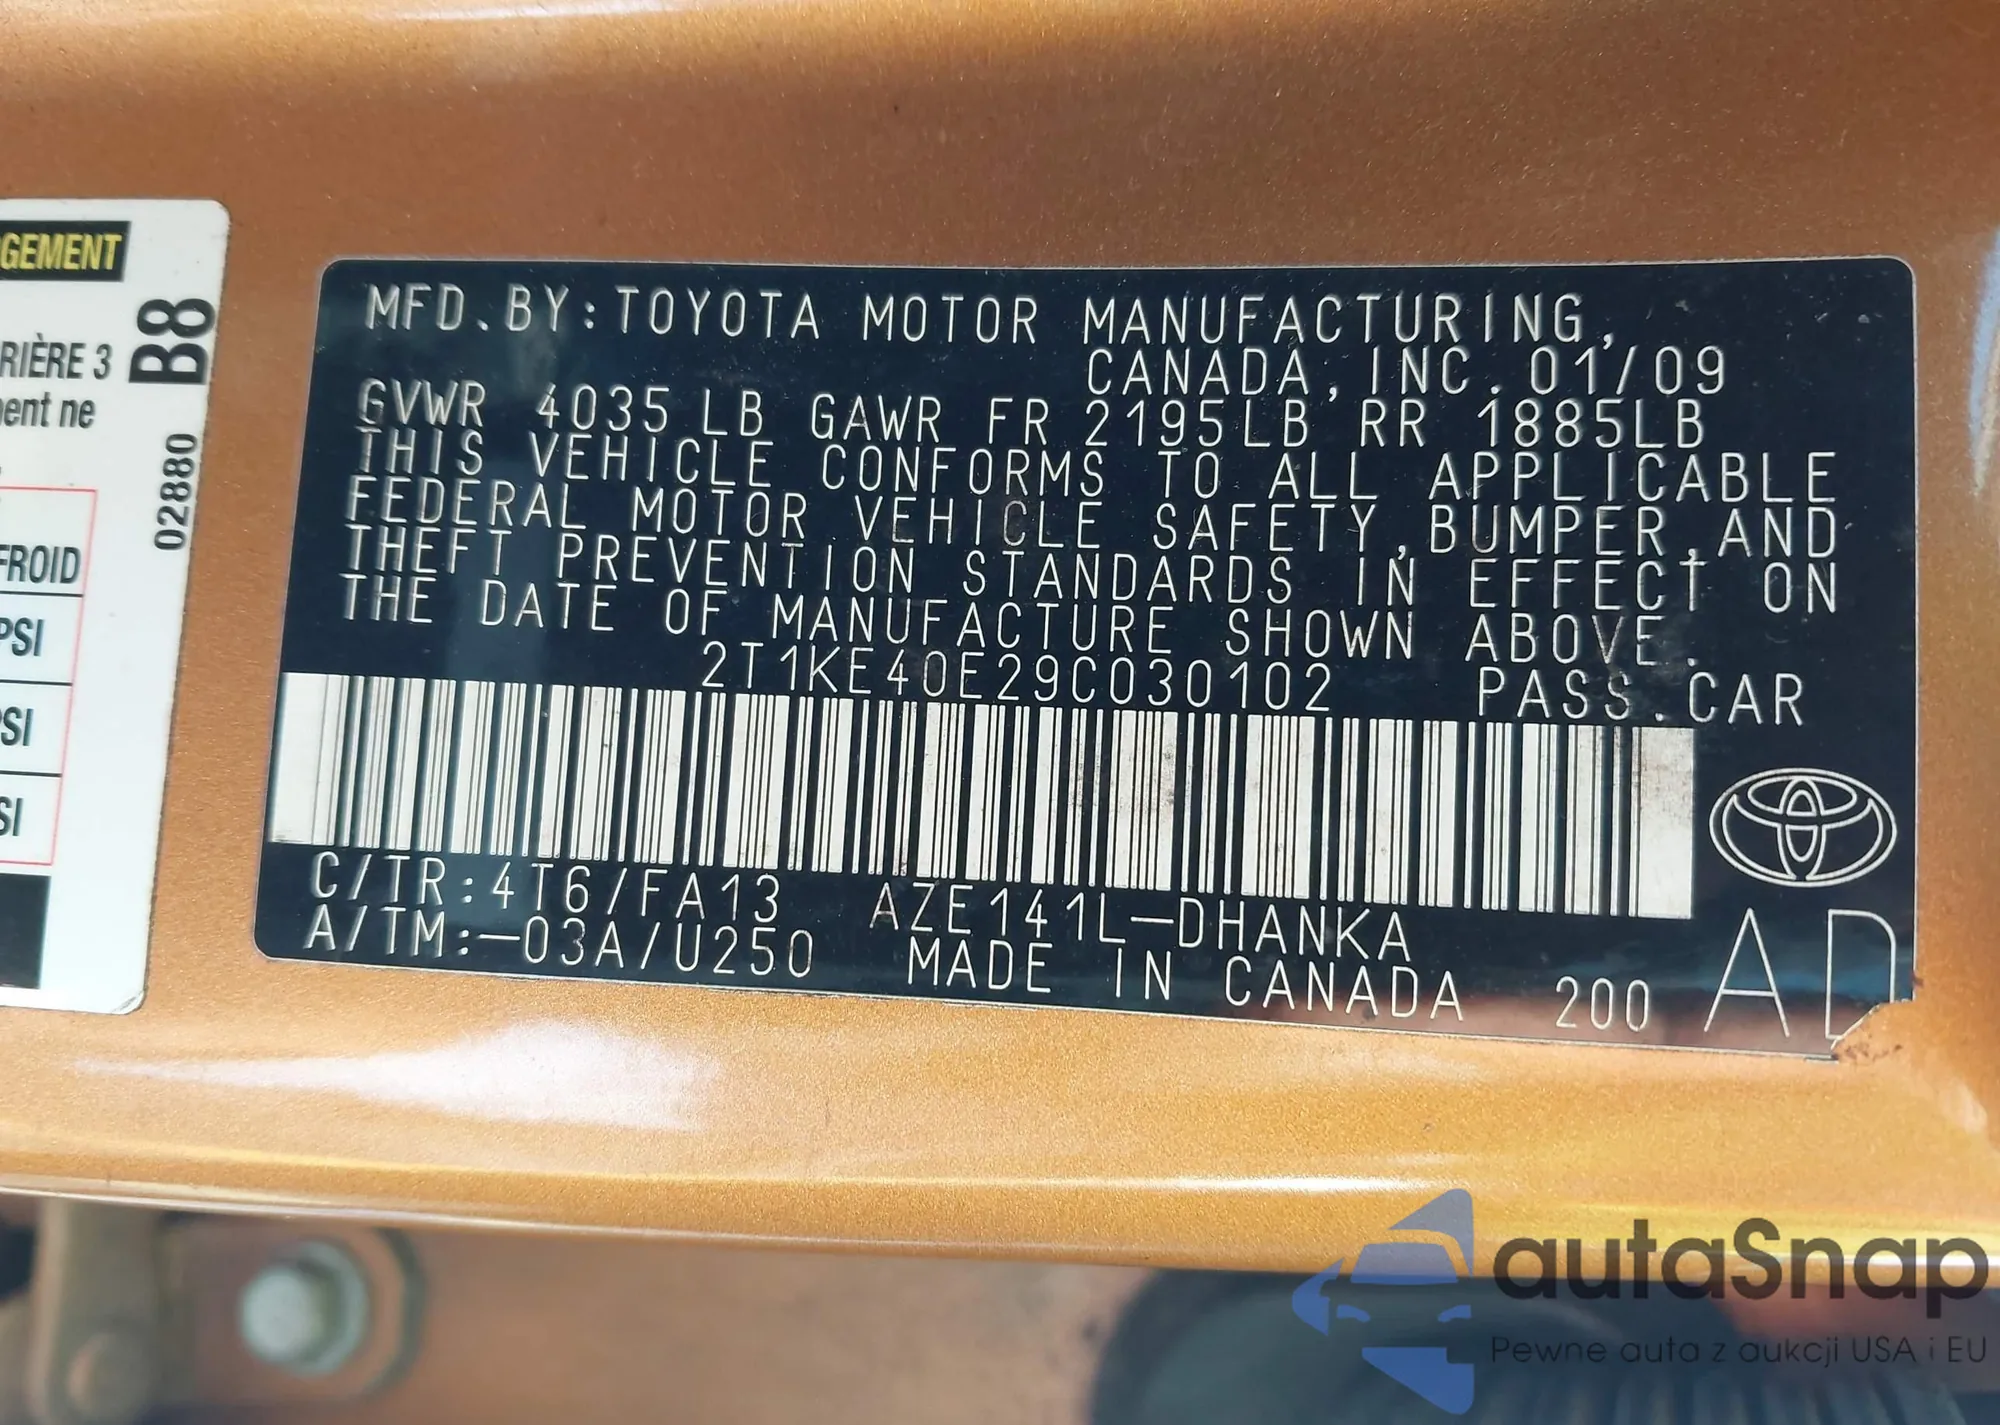 GEMENT
B8
RIÈRE 3
ent ne
02880
FROID
PSI
PSI
SI
MFD.BY:TOYOTA MOTOR MANUFACTURING,
CANADA,INC.01/09
GVWR 4035LB GAWR FR 2195LB RR 1885LB
THIS VEHICLE CONFORMS TO ALL APPLICABLE
FEDERAL MOTOR VEHICLE SAFETY,BUMPER,AND
THEFT PREVENTION STANDARDS IN EFFECT ON
THE DATE OF MANUFACTURE SHOWN ABOVE.
2T1KE40E29C030102 PASS.CAR
C/TR:4T6/FA13 AZE141L-DHANKA
A/TM:-03A/U250 MADE IN CANADA 200 AD
autaSnap
Pewne auta z aukcji USA i EU